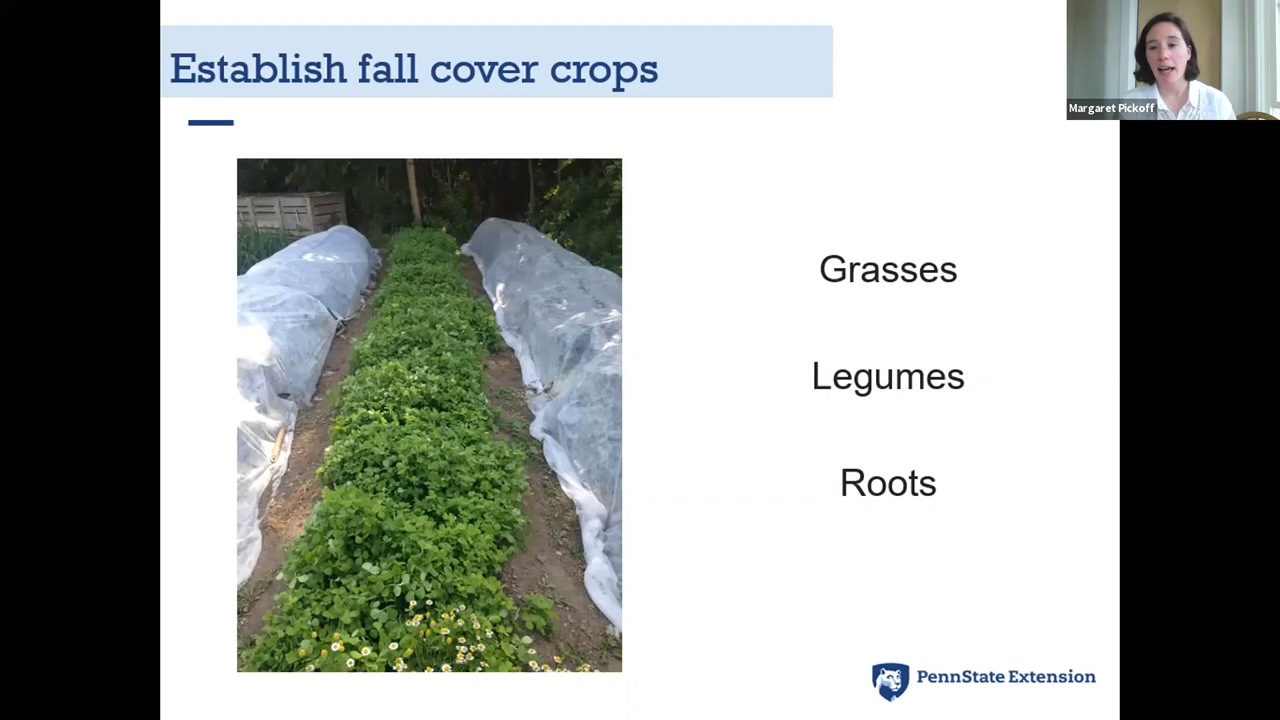 Establish fall cover crops
Margaret Pickoff
Grasses
Legumes
Roots
PennState Extension